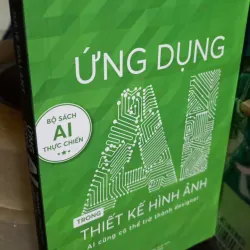 ỨNG DỤNG
BỘ SÁCH
AI
THỰC CHIẾN
AI
TRONG
THIẾT KẾ HÌNH ẢNH
AI cũng có thể trở thành designer